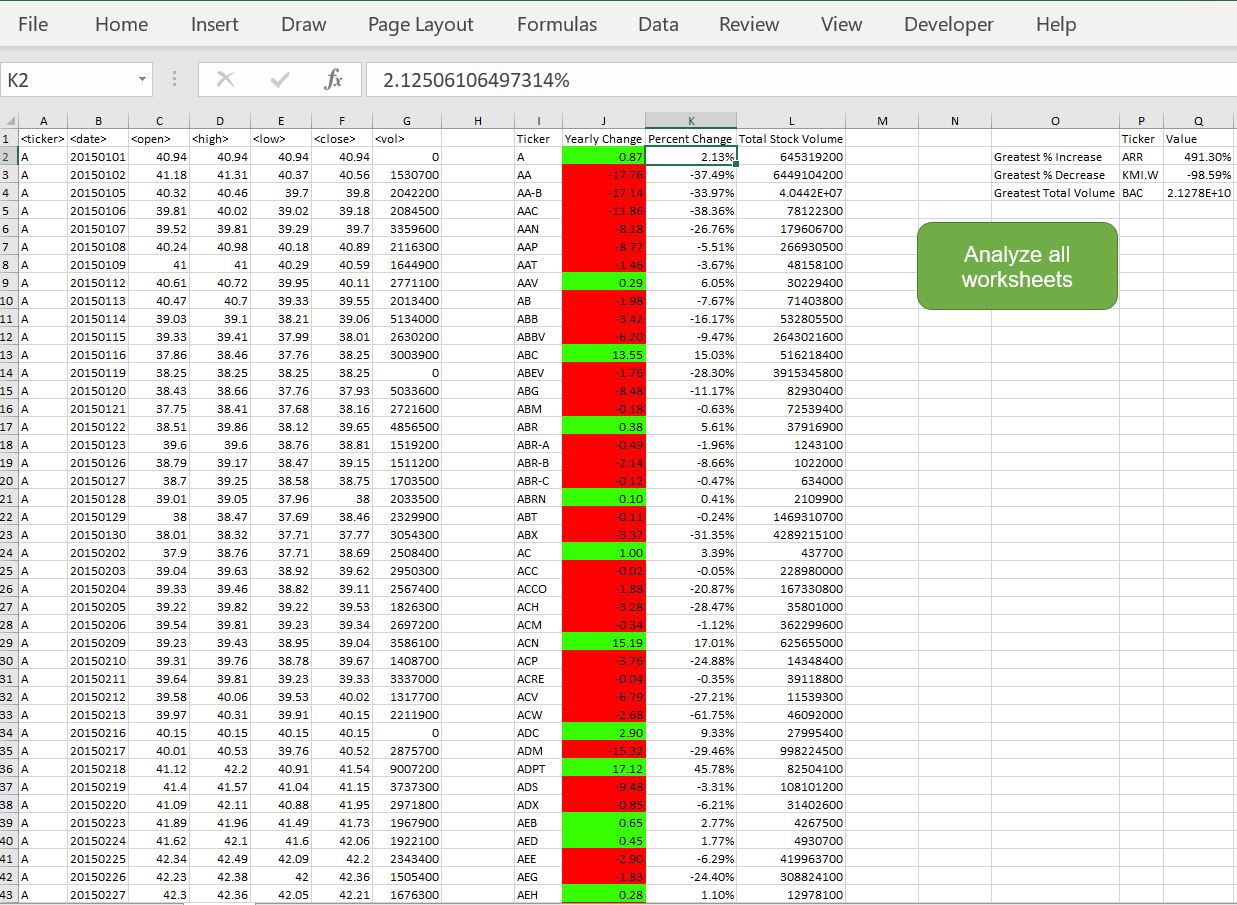 File Home Insert Draw Page Layout Formulas Data Review View Developer Help
K2 fx 2.12506106497314%
A B C D E F G H I J K L M N O P Q
1 <ticker> <date> <open> <high> <low> <close> <vol> Ticker Yearly Change Percent Change Total Stock Volume Ticker Value
2 A 20150101 40.94 40.94 40.94 40.94 0 A 0.87 2.13% 645319200 Greatest % Increase ARR 491.30%
3 A 20150102 41.18 41.31 40.37 40.56 1530700 AA -17.76 -37.49% 6449104200 Greatest % Decrease KMI.W -98.59%
4 A 20150105 40.32 40.46 39.7 39.8 2042200 AA-B -17.14 -33.97% 4.0442E+07 Greatest Total Volume BAC 2.1278E+10
5 A 20150106 39.81 40.02 39.02 39.18 2084500 AAC -11.86 -38.36% 78122300
6 A 20150107 39.52 39.81 39.29 39.7 3359600 AAN -8.18 -26.76% 179606700
7 A 20150108 40.24 40.98 40.18 40.89 2116300 AAP -8.77 -5.51% 266930500
8 A 20150109 41 41 40.29 40.59 1644900 AAT -1.46 -3.67% 48158100 Analyze all
9 A 20150112 40.61 40.72 39.95 40.11 2771100 AAV 0.29 6.05% 30229400 worksheets
10 A 20150113 40.47 40.7 39.33 39.55 2013400 AB -1.98 -7.67% 71403800
11 A 20150114 39.03 39.1 38.21 39.06 5134000 ABB -3.42 -16.17% 532805500
12 A 20150115 39.33 39.41 37.99 38.01 2630200 ABBV -6.20 -9.47% 2643021600
13 A 20150116 37.86 38.46 37.76 38.25 3003900 ABC 13.55 15.03% 516218400
14 A 20150119 38.25 38.25 38.25 38.25 0 ABEV -1.76 -28.30% 3915345800
15 A 20150120 38.43 38.66 37.76 37.93 5033600 ABG -8.48 -11.17% 82930400
16 A 20150121 37.75 38.41 37.68 38.16 2721600 ABM -0.18 -0.63% 72539400
17 A 20150122 38.51 39.86 38.12 39.65 4856500 ABR 0.38 5.61% 37916900
18 A 20150123 39.6 39.6 38.76 38.81 1519200 ABR-A -0.49 -1.96% 1243100
19 A 20150126 38.79 39.17 38.47 39.15 1511200 ABR-B -2.14 -8.66% 1022000
20 A 20150127 38.7 39.25 38.58 38.75 1703500 ABR-C -0.12 -0.47% 634000
21 A 20150128 39.01 39.05 37.96 38 2033500 ABRN 0.10 0.41% 2109900
22 A 20150129 38 38.47 37.69 38.46 2329900 ABT -0.11 -0.24% 1469310700
23 A 20150130 38.01 38.32 37.71 37.77 3054300 ABX -3.37 -31.35% 4289215100
24 A 20150202 37.9 38.76 37.71 38.69 2508400 AC 1.00 3.39% 437700
25 A 20150203 39.04 39.63 38.92 39.62 2950300 ACC -0.02 -0.05% 228980000
26 A 20150204 39.33 39.46 38.82 39.11 2567400 ACCO -1.88 -20.87% 167330800
27 A 20150205 39.22 39.82 39.22 39.53 1826300 ACH -3.28 -28.47% 35801000
28 A 20150206 39.54 39.81 39.23 39.34 2697200 ACM -0.34 -1.12% 362299600
29 A 20150209 39.23 39.43 38.95 39.04 3586100 ACN 15.19 17.01% 625655000
30 A 20150210 39.31 39.76 38.78 39.67 1408700 ACP -3.76 -24.88% 14348400
31 A 20150211 39.64 39.81 39.23 39.33 3337000 ACRE -0.04 -0.35% 39118800
32 A 20150212 39.58 40.06 39.53 40.02 1317700 ACV -6.79 -27.21% 11539300
33 A 20150213 39.97 40.31 39.91 40.15 2211900 ACW -2.68 -61.75% 46092000
34 A 20150216 40.15 40.15 40.15 40.15 0 ADC 2.90 9.33% 27995400
35 A 20150217 40.01 40.53 39.76 40.52 2875700 ADM -15.32 -29.46% 998224500
36 A 20150218 41.12 42.2 40.91 41.54 9007200 ADPT 17.12 45.78% 82504100
37 A 20150219 41.4 41.57 41.04 41.15 3737300 ADS -9.48 -3.31% 108101200
38 A 20150220 41.09 42.11 40.88 41.95 2971800 ADX -0.85 -6.21% 31402600
39 A 20150223 41.89 41.96 41.49 41.73 1967900 AEB 0.65 2.77% 4267500
40 A 20150224 41.62 42.1 41.6 42.06 1922100 AED 0.45 1.77% 4930700
41 A 20150225 42.34 42.49 42.09 42.2 2343400 AEE -2.90 -6.29% 419963700
42 A 20150226 42.23 42.38 42 42.36 1505400 AEG -1.83 -24.40% 308824100
43 A 20150227 42.3 42.36 42.05 42.21 1676300 AEH 0.28 1.10% 12978100